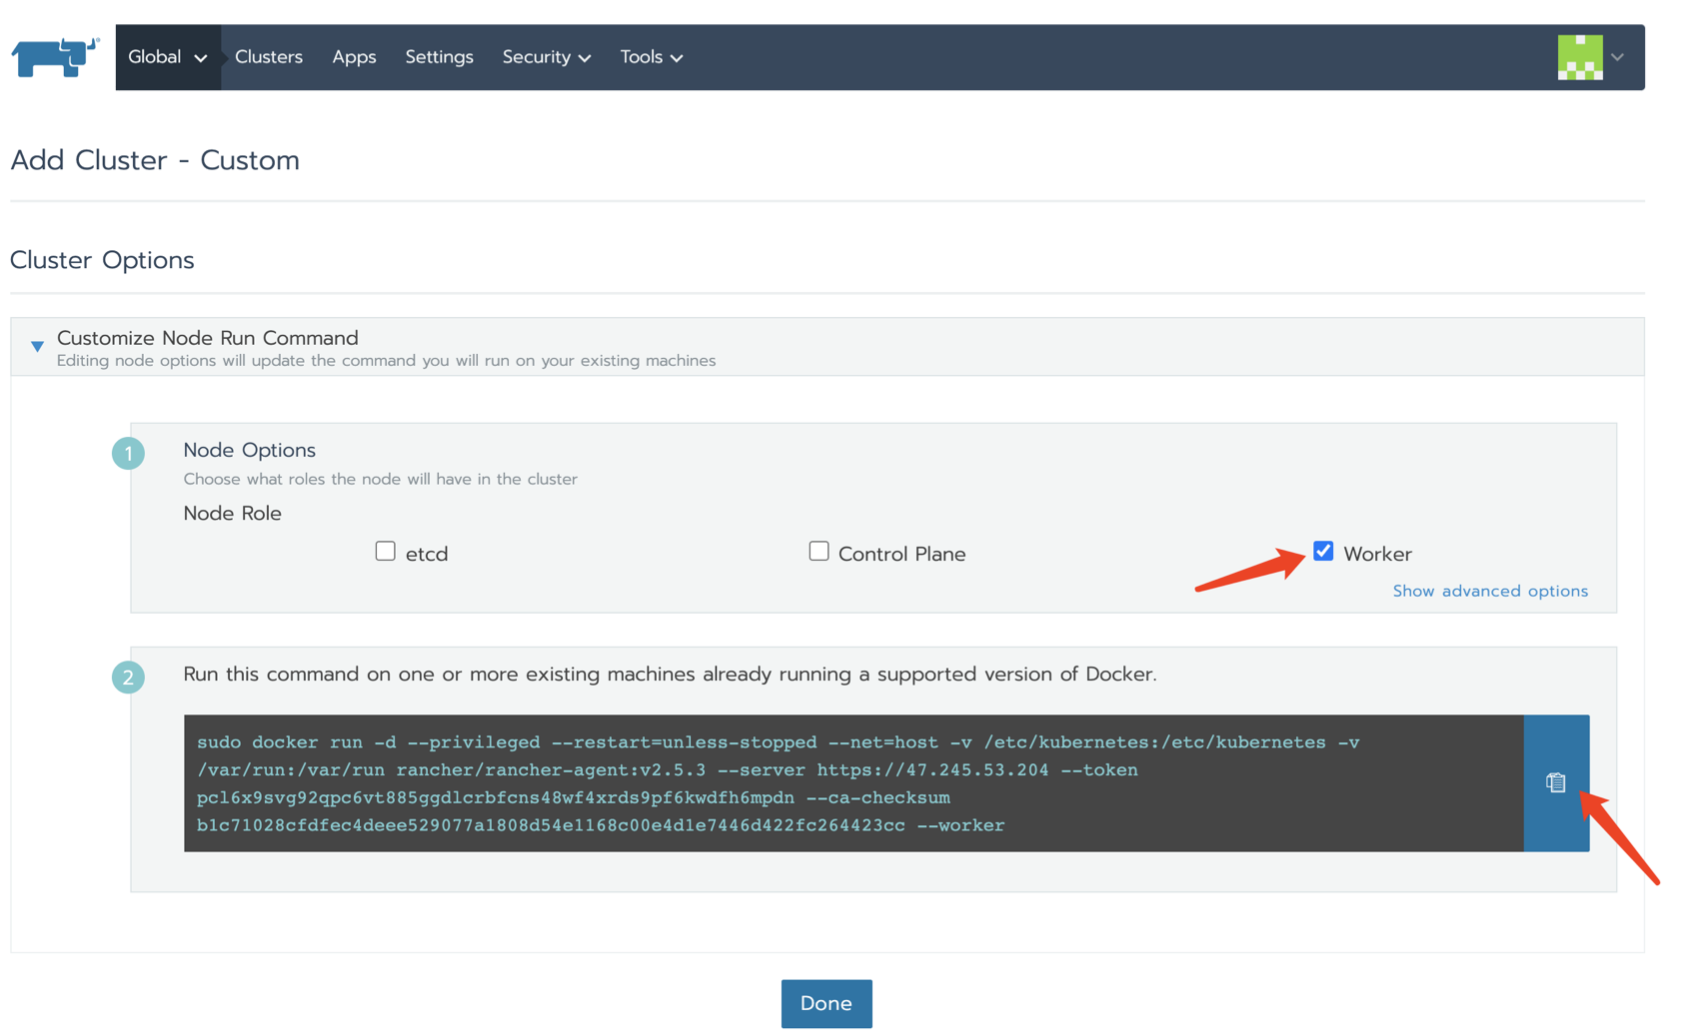 Global Clusters Apps Settings Security Tools
Add Cluster - Custom
Cluster Options
Customize Node Run Command
Editing node options will update the command you will run on your existing machines
1 Node Options
Choose what roles the node will have in the cluster
Node Role
etcd Control Plane Worker
Show advanced options
2 Run this command on one or more existing machines already running a supported version of Docker.
sudo docker run -d --privileged --restart=unless-stopped --net=host -v /etc/kubernetes:/etc/kubernetes -v
/var/run:/var/run rancher/rancher-agent:v2.5.3 --server https://47.245.53.204 --token
pcl6x9svg92qpc6vt885ggdlcrbfcns48wf4xrds9pf6kwdfh6mpdn --ca-checksum
b1c71028cfdfec4deee529077a1808d54e1168c00e4d1e7446d422fc264423cc --worker
Done